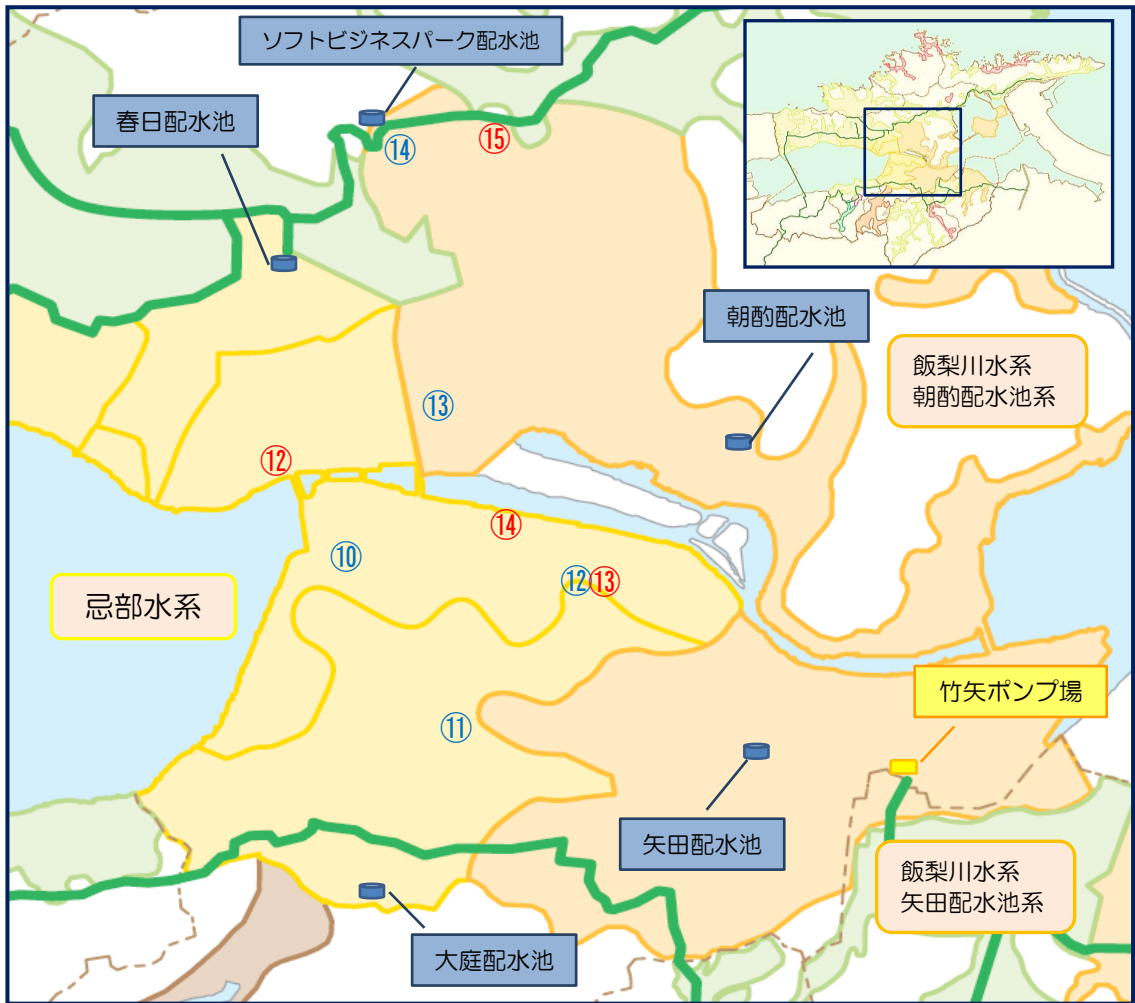 ソフトビジネスパーク配水池
春日配水池
⑭
⑮
朝酌配水池
飯梨川水系
朝酌配水池系
⑬
⑫
⑭
⑩
⑫⑬
忌部水系
竹矢ポンプ場
⑪
矢田配水池
飯梨川水系
矢田配水池系
大庭配水池